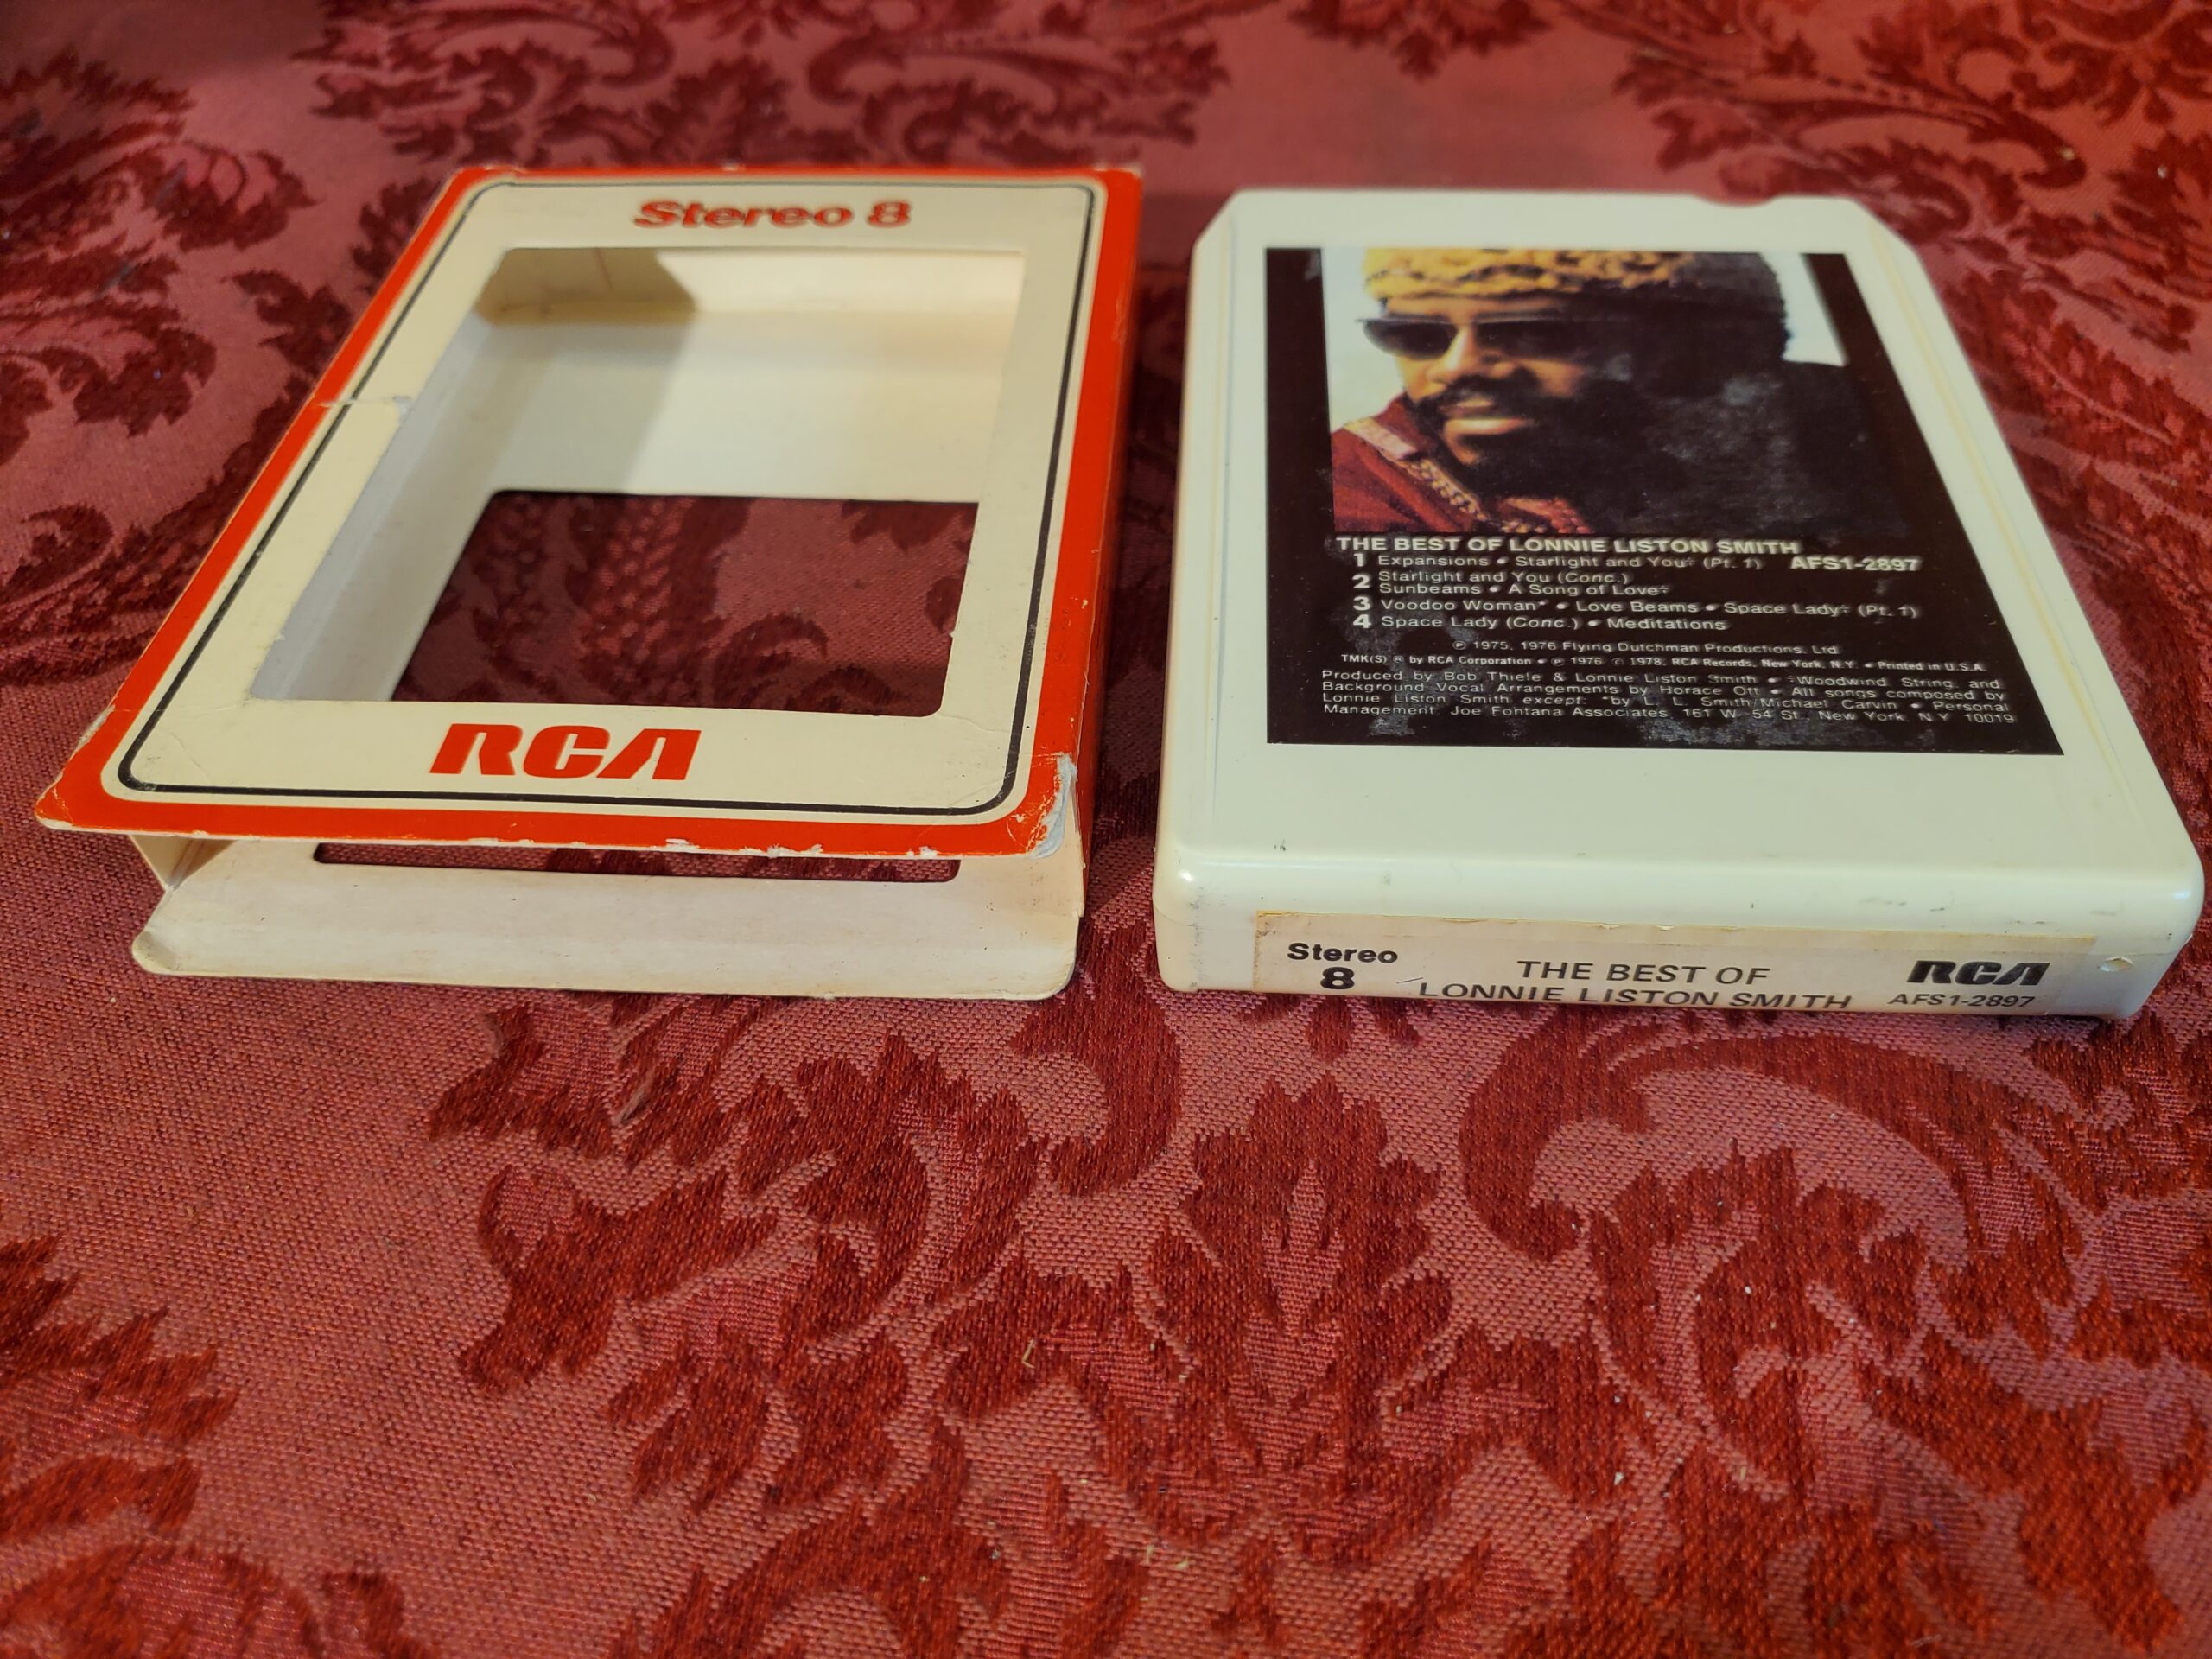 Stereo 8
RCA
THE BEST OF LONNIE LISTON SMITH
1 Expansions • Starlight and You÷ (Pt. 1) AFS1-2897
2 Starlight and You (Conc.)
Sunbeams • A Song of Love÷
3 Voodoo Woman* • Love Beams • Space Lady÷ (Pt. 1)
4 Space Lady (Conc.) • Meditations
℗ 1975, 1976 Flying Dutchman Productions, Ltd.
TMK(S) ® by RCA Corporation • ℗ 1976 © 1978, RCA Records, New York, N.Y. • Printed in U.S.A.
Produced by Bob Thiele & Lonnie Liston Smith • ÷Woodwind, String, and
Background Vocal Arrangements by Horace Ott • All songs composed by
Lonnie Liston Smith except: *by L. L. Smith/Michael Carvin • Personal
Management: Joe Fontana Associates, 161 W. 54 St., New York, N.Y. 10019
Stereo
8
THE BEST OF
LONNIE LISTON SMITH
RCA
AFS1-2897